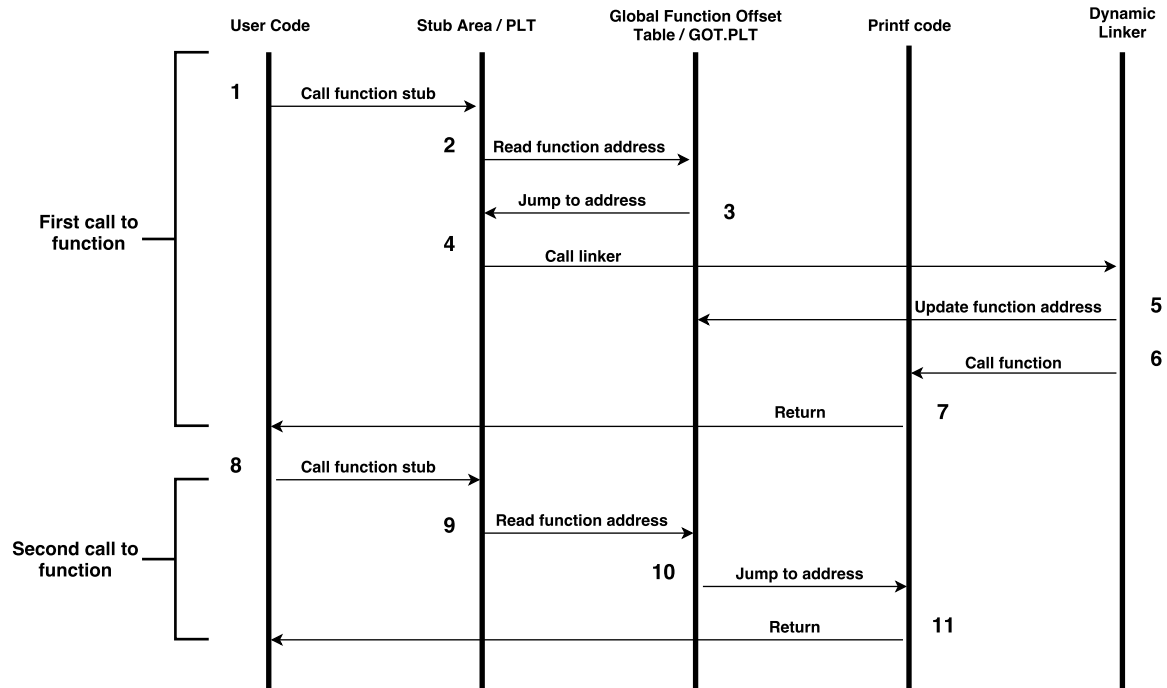 User Code
Stub Area / PLT
Global Function Offset
Table / GOT.PLT
Printf code
Dynamic
Linker
First call to
function
1
Call function stub
2
Read function address
Jump to address
3
4
Call linker
Update function address
5
Call function
6
Return
7
Second call to
function
8
Call function stub
9
Read function address
10
Jump to address
Return
11